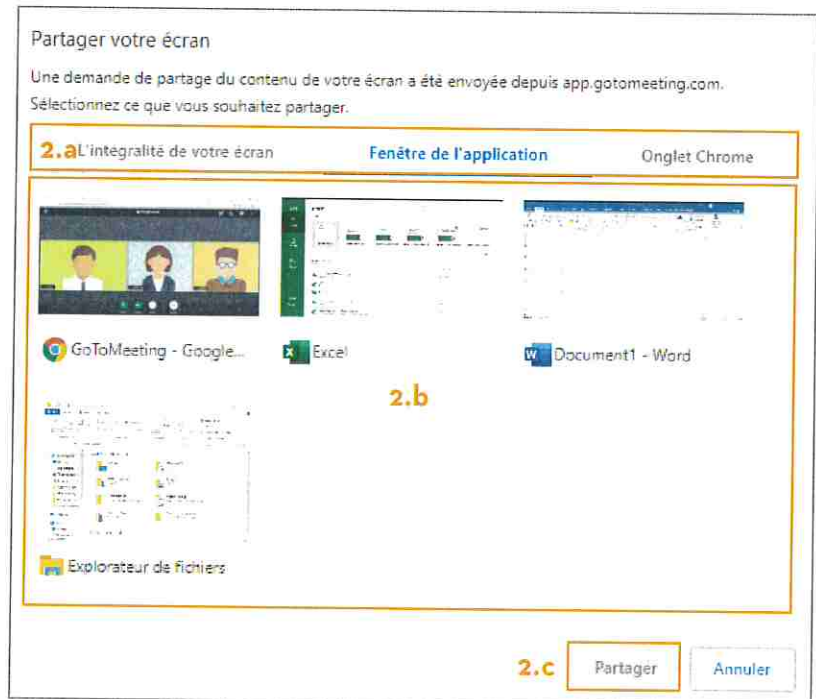 Partager votre écran
Une demande de partage du contenu de votre écran a été envoyée depuis app.gotomeeting.com.
Sélectionnez ce que vous souhaitez partager.
2.a L'integralité de votre écran Fenêtre de l'application Onglet Chrome
GoToMeeting - Google... Excel Document1 - Word
2.b
Explorateur de fichiers
2.c Partager Annuler